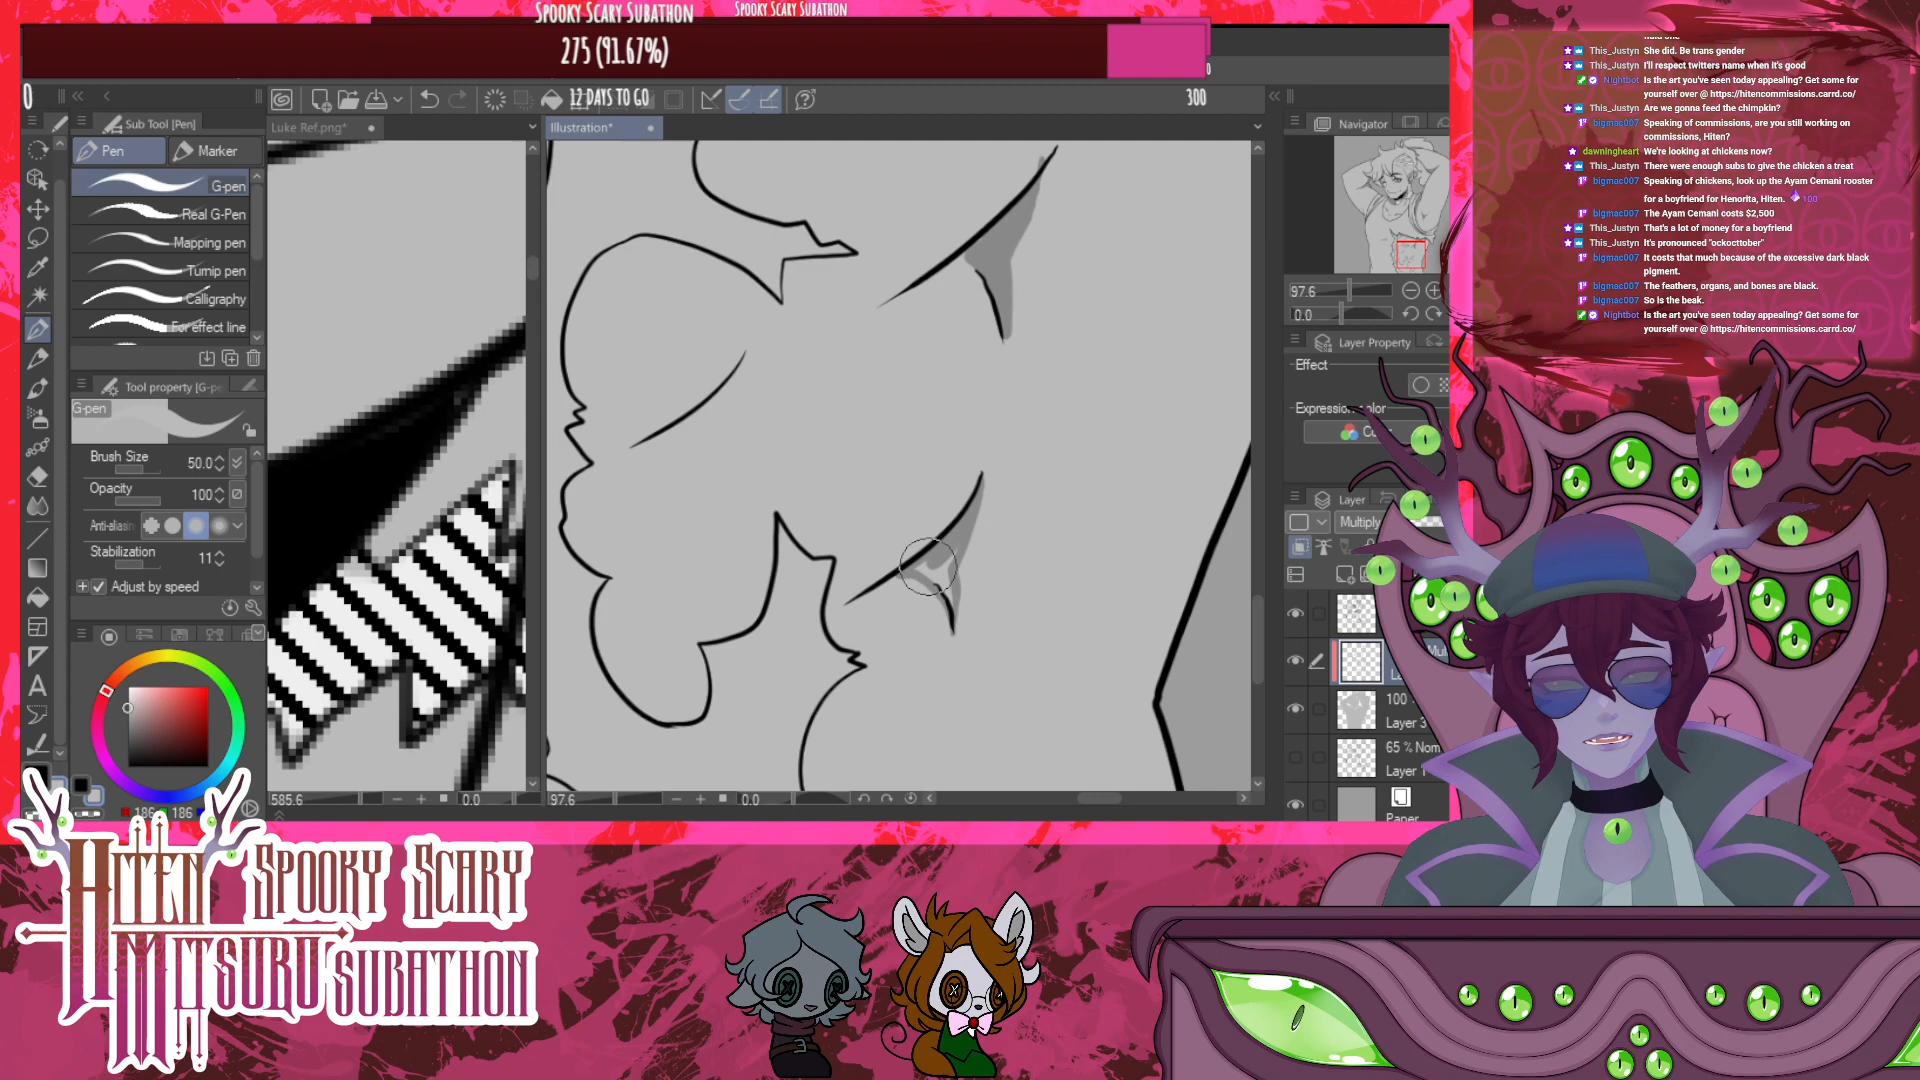 Spooky Scary Subathon
Spooky Scary Subathon
275 (91.67%)
12 days to go
300
0
Sub Tool [Pen]
Luke Ref.png*
Illustration*
Navigator
Pen
Marker
G-pen
Real G-Pen
Mapping pen
Turnip pen
Calligraphy
For effect line
Tool property [G-pe
G-pen
Brush Size
50.0
Opacity
100
Anti-aliasin
Stabilization
11
Adjust by speed
186
186
585.6
0.0
97.6
0.0
97.6
0.0
Layer Property
Effect
Expression color
Layer
Multiply
100
Layer 3
65 % Nom
Layer 1
Paper
This_Justyn She did. Be trans gender
This_Justyn I'll respect twitters name when it's good
Nightbot Is the art you've seen today appealing? Get some for
yourself over @ https://hitencommissions.carrd.co/
This_Justyn Are we gonna feed the chimpkin?
bigmac007 Speaking of commissions, are you still working on
commissions, Hiten?
dawningheart We're looking at chickens now?
This_Justyn There were enough subs to give the chicken a treat
bigmac007 Speaking of chickens, look up the Ayam Cemani rooster
for a boyfriend for Henorita, Hiten. 100
bigmac007 The Ayam Cemani costs $2,500
This_Justyn That's a lot of money for a boyfriend
This_Justyn It's pronounced "ockocttober"
bigmac007 It costs that much because of the excessive dark black
pigment.
bigmac007 The feathers, organs, and bones are black.
bigmac007 So is the beak.
Nightbot Is the art you've seen today appealing? Get some for
yourself over @ https://hitencommissions.carrd.co/
Hiten
Mitsuru
Spooky Scary
Subathon